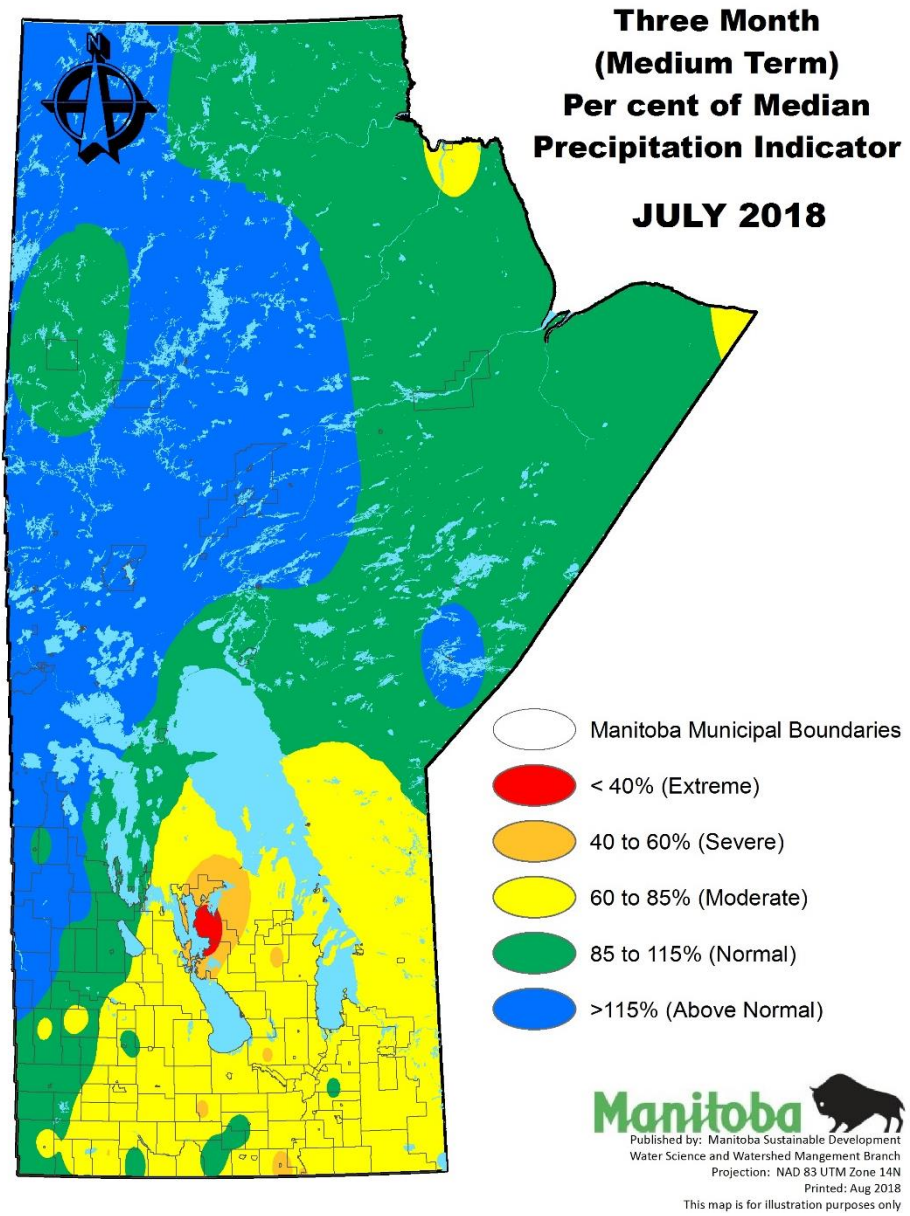 Three Month
(Medium Term)
Per cent of Median
Precipitation Indicator
JULY 2018
N
Manitoba Municipal Boundaries
< 40% (Extreme)
40 to 60% (Severe)
60 to 85% (Moderate)
85 to 115% (Normal)
>115% (Above Normal)
Manitoba
Published by: Manitoba Sustainable Development
Water Science and Watershed Mangement Branch
Projection: NAD 83 UTM Zone 14N
Printed: Aug 2018
This map is for illustration purposes only